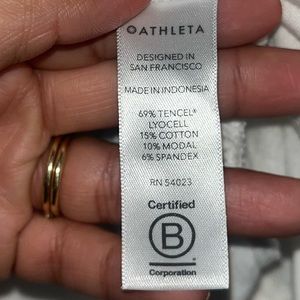 ATHLETA
DESIGNED IN
SAN FRANCISCO
MADE IN INDONESIA
69% TENCEL®
LYOCELL
15% COTTON
10% MODAL
6% SPANDEX
RN 54023
Certified
B
Corporation